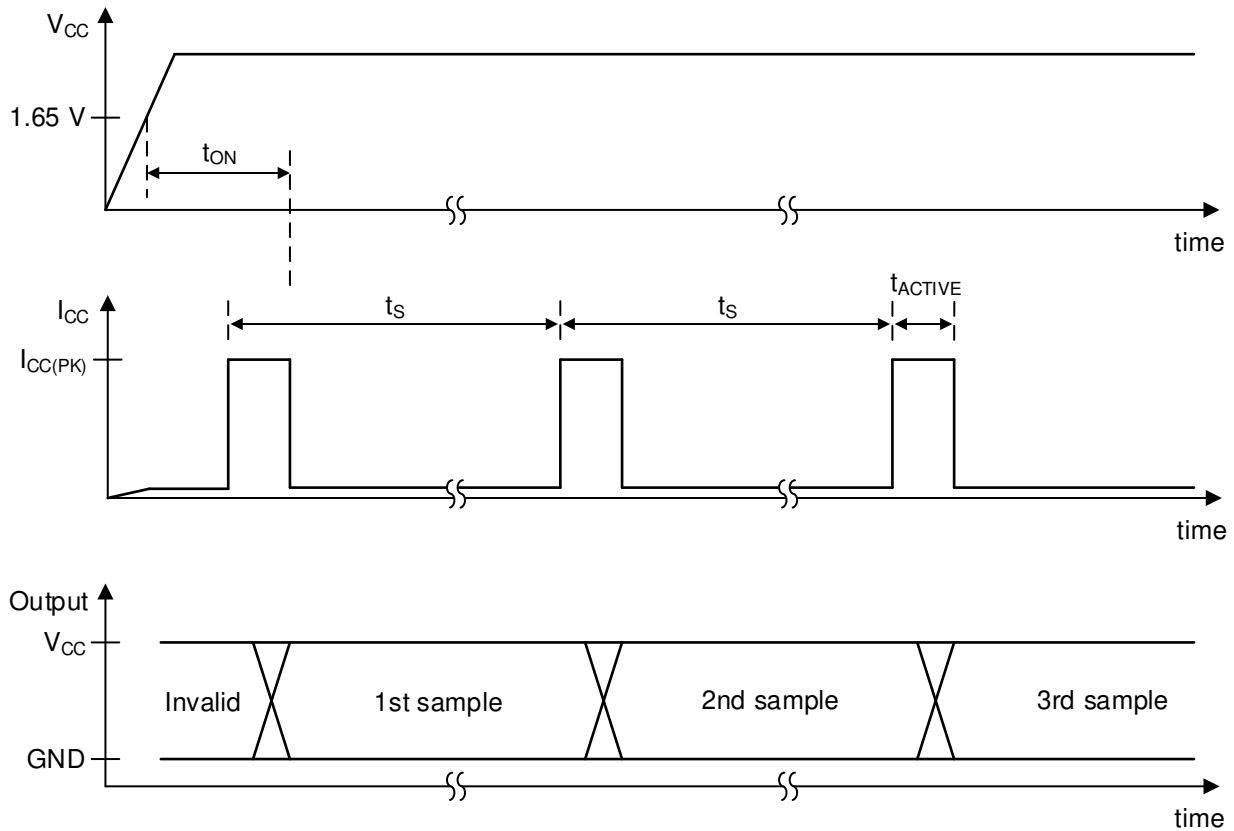 VCC
1.65 V
tON
time
ICC
tS
tS
tACTIVE
ICC(PK)
time
Output
VCC
Invalid
1st sample
2nd sample
3rd sample
GND
time